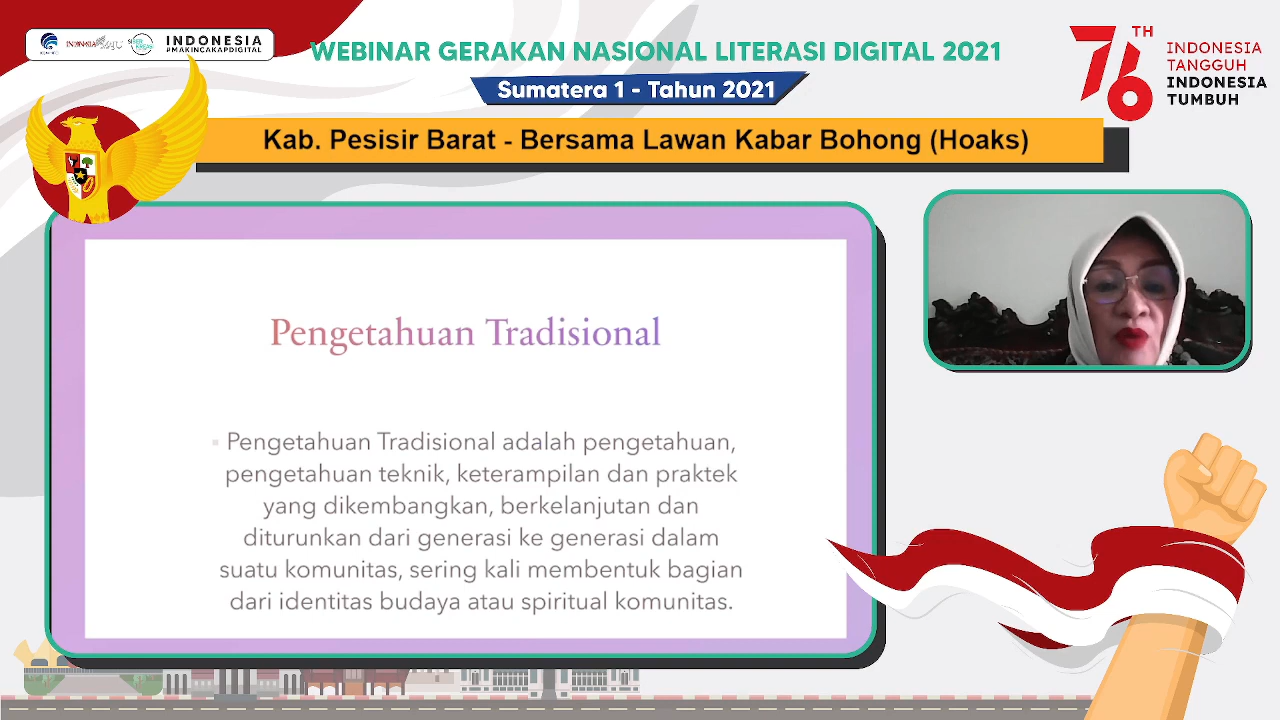 INDONESIA
#MAKINCAKAPDIGITAL
WEBINAR GERAKAN NASIONAL LITERASI DIGITAL 2021
Sumatera 1 - Tahun 2021
Kab. Pesisir Barat - Bersama Lawan Kabar Bohong (Hoaks)
76 TH
INDONESIA
TANGGUH
INDONESIA
TUMBUH
Pengetahuan Tradisional
Pengetahuan Tradisional adalah pengetahuan,
pengetahuan teknik, keterampilan dan praktek
yang dikembangkan, berkelanjutan dan
diturunkan dari generasi ke generasi dalam
suatu komunitas, sering kali membentuk bagian
dari identitas budaya atau spiritual komunitas.